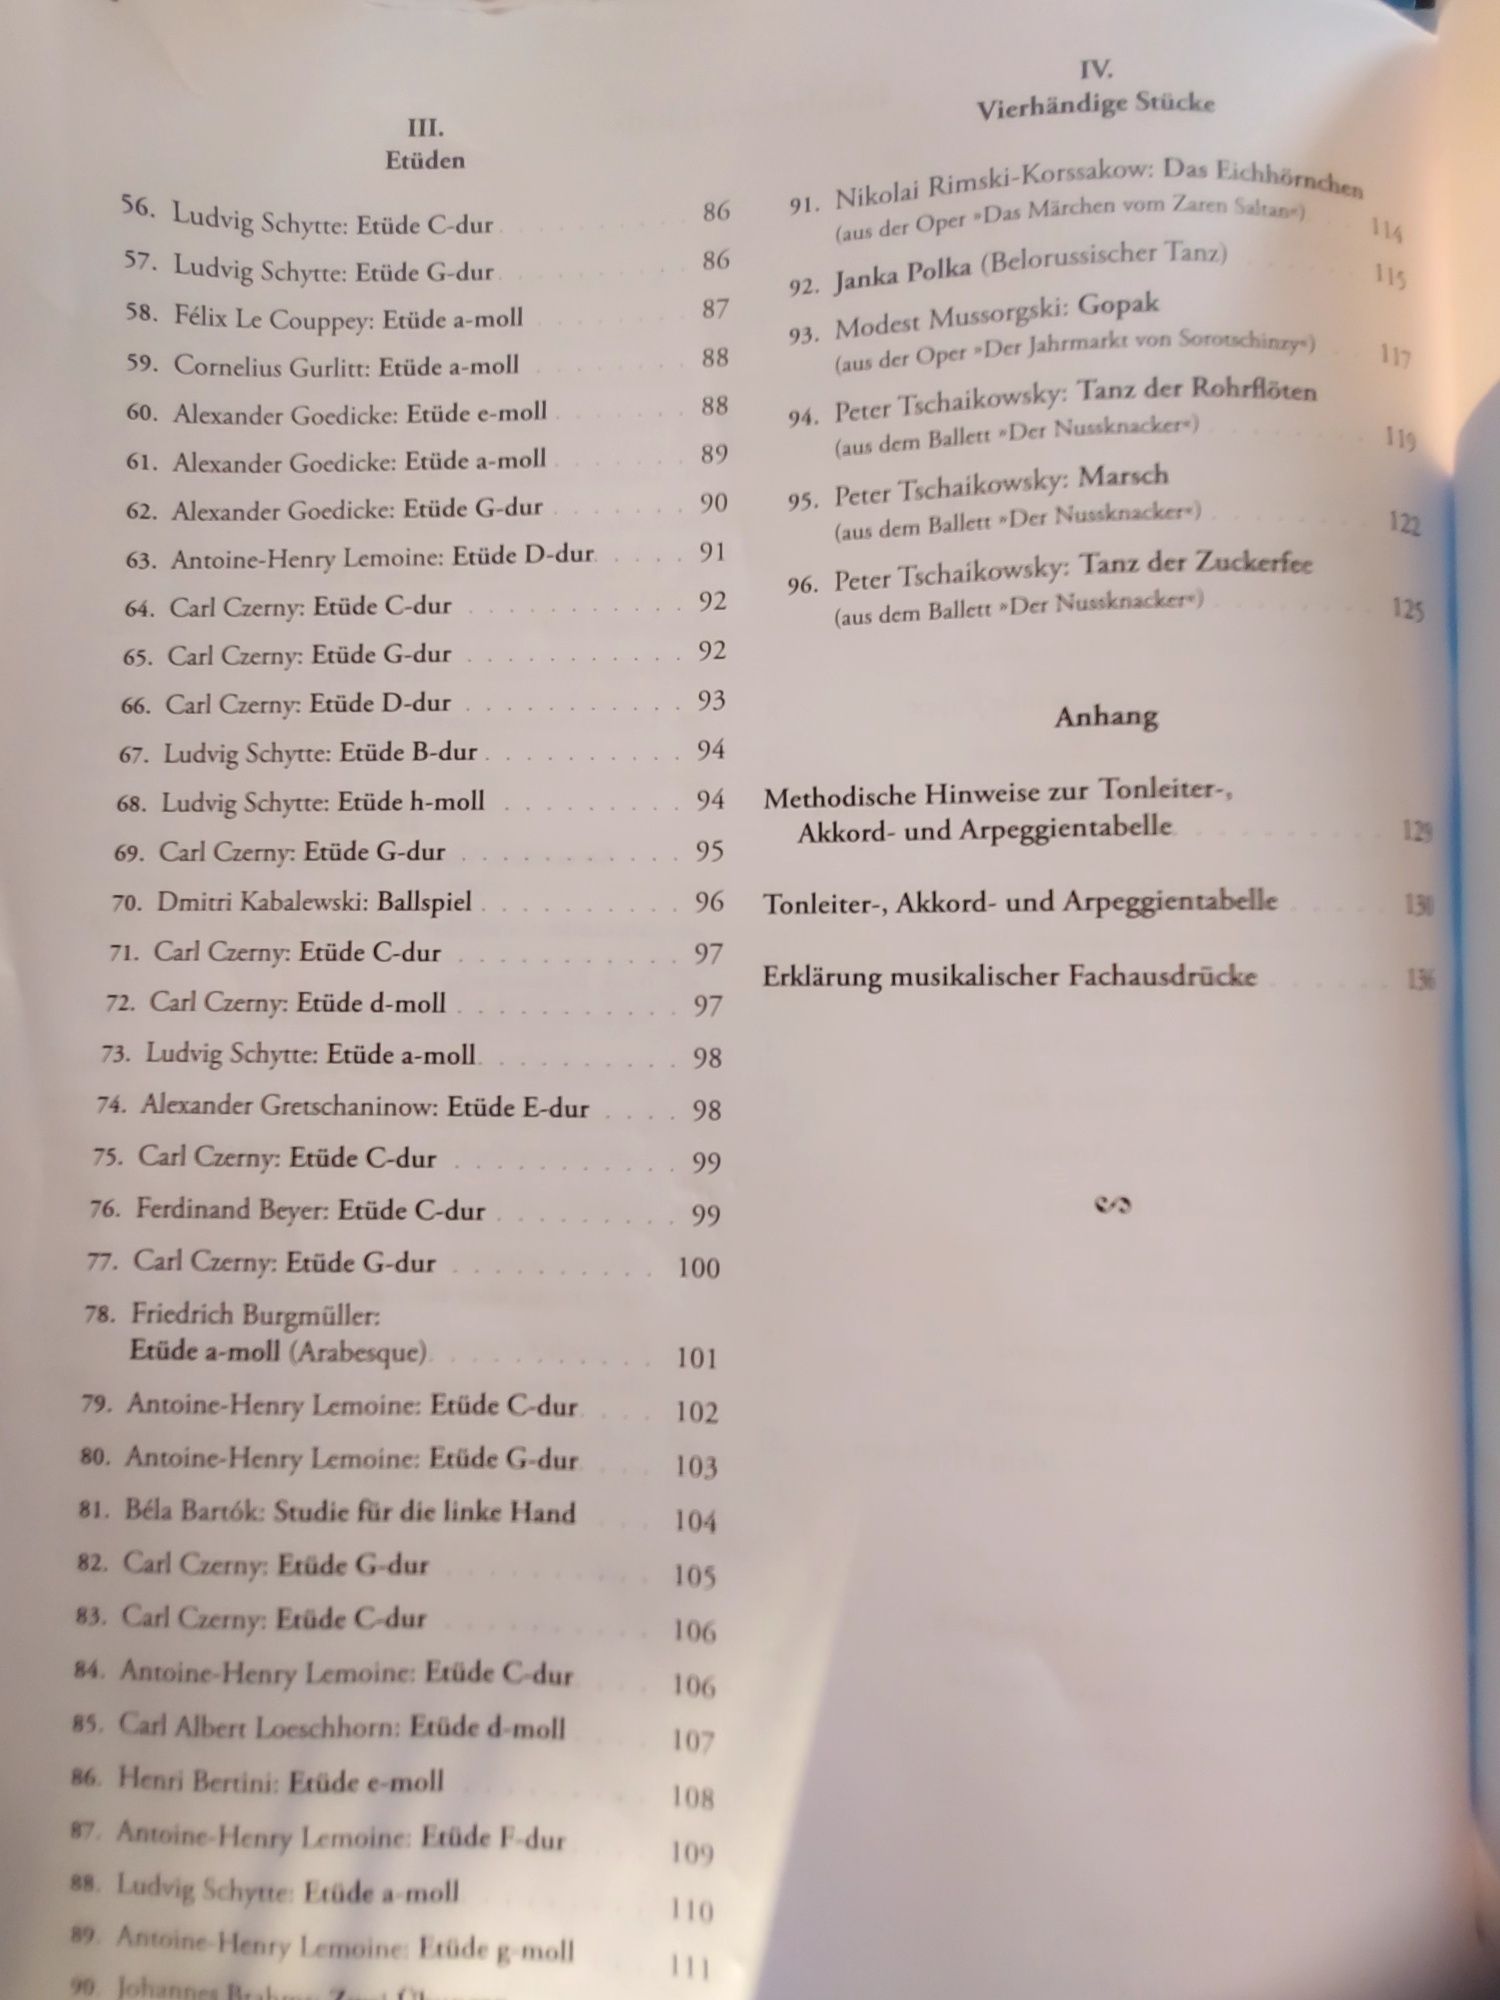 III.
Etüden
56. Ludvig Schytte: Etüde C-dur . . . . . . . . . 86
57. Ludvig Schytte: Etüde G-dur . . . . . . . . . 86
58. Félix Le Couppey: Etüde a-moll . . . . . . . 87
59. Cornelius Gurlitt: Etüde a-moll . . . . . . . 88
60. Alexander Goedicke: Etüde e-moll . . . . . . 88
61. Alexander Goedicke: Etüde a-moll . . . . . . 89
62. Alexander Goedicke: Etüde G-dur . . . . . . . 90
63. Antoine-Henry Lemoine: Etüde D-dur . . . . . 91
64. Carl Czerny: Etüde C-dur . . . . . . . . . . . 92
65. Carl Czerny: Etüde G-dur . . . . . . . . . . . 92
66. Carl Czerny: Etüde D-dur . . . . . . . . . . . 93
67. Ludvig Schytte: Etüde B-dur . . . . . . . . . . 94
68. Ludvig Schytte: Etüde h-moll . . . . . . . . . 94
69. Carl Czerny: Etüde G-dur . . . . . . . . . . . 95
70. Dmitri Kabalewski: Ballspiel . . . . . . . . . . 96
71. Carl Czerny: Etüde C-dur . . . . . . . . . . . 97
72. Carl Czerny: Etüde d-moll . . . . . . . . . . . 97
73. Ludvig Schytte: Etüde a-moll . . . . . . . . . . 98
74. Alexander Gretschaninow: Etüde E-dur . . . . 98
75. Carl Czerny: Etüde C-dur . . . . . . . . . . . 99
76. Ferdinand Beyer: Etüde C-dur . . . . . . . . . 99
77. Carl Czerny: Etüde G-dur . . . . . . . . . . 100
78. Friedrich Burgmüller:
Etüde a-moll (Arabesque) . . . . . . . . . . . 101
79. Antoine-Henry Lemoine: Etüde C-dur . . . . 102
80. Antoine-Henry Lemoine: Etüde G-dur . . . . 103
81. Béla Bartók: Studie für die linke Hand . . . 104
82. Carl Czerny: Etüde G-dur . . . . . . . . . . 105
83. Carl Czerny: Etüde C-dur . . . . . . . . . . 106
84. Antoine-Henry Lemoine: Etüde C-dur . . . . 106
85. Carl Albert Loeschhorn: Etüde d-moll . . . 107
86. Henri Bertini: Etüde e-moll . . . . . . . . . 108
87. Antoine-Henry Lemoine: Etüde F-dur . . . . 109
88. Ludvig Schytte: Etüde a-moll . . . . . . . . 110
89. Antoine-Henry Lemoine: Etüde g-moll . . . 111
90. Johannes
IV.
Vierhändige Stücke
91. Nikolai Rimski-Korssakow: Das Eichhörnchen
(aus der Oper »Das Märchen vom Zaren Saltan«) . . . 114
92. Janka Polka (Belorussischer Tanz) . . . . . . 115
93. Modest Mussorgski: Gopak
(aus der Oper »Der Jahrmarkt von Sorotschinzy«) . . . 117
94. Peter Tschaikowsky: Tanz der Rohrflöten
(aus dem Ballett »Der Nussknacker«) . . . . . . . 119
95. Peter Tschaikowsky: Marsch
(aus dem Ballett »Der Nussknacker«) . . . . . . . 122
96. Peter Tschaikowsky: Tanz der Zuckerfee
(aus dem Ballett »Der Nussknacker«) . . . . . . . 125
Anhang
Methodische Hinweise zur Tonleiter-,
Akkord- und Arpeggientabelle . . . . . . . . . 129
Tonleiter-, Akkord- und Arpeggientabelle . . . . . 130
Erklärung musikalischer Fachausdrücke . . . . . . 136